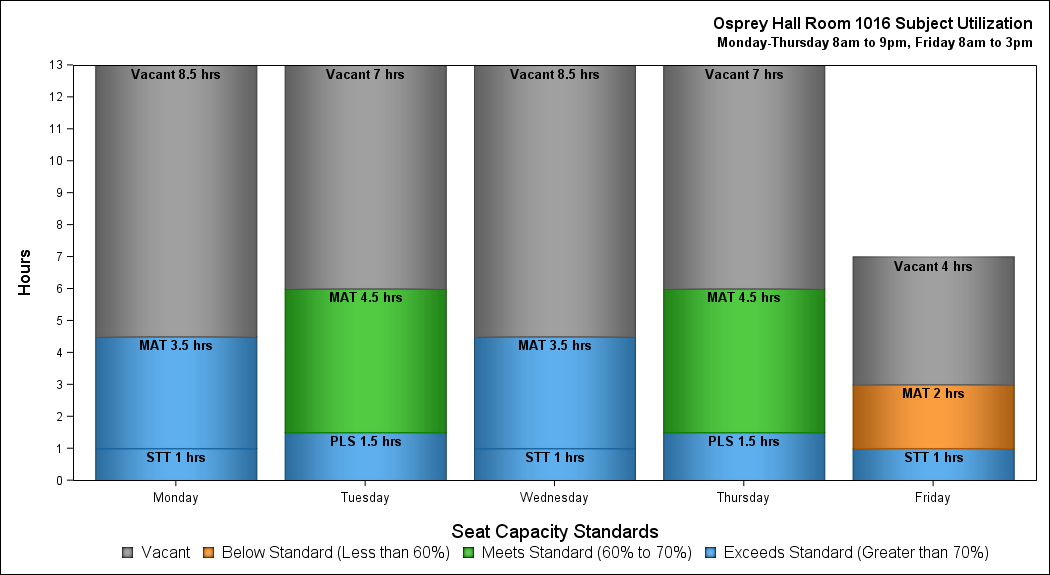 Osprey Hall Room 1016 Subject Utilization
Monday-Thursday 8am to 9pm, Friday 8am to 3pm
Hours
13
12
11
10
9
8
7
6
5
4
3
2
1
0
Vacant 8.5 hrs
MAT 3.5 hrs
STT 1 hrs
Vacant 7 hrs
MAT 4.5 hrs
PLS 1.5 hrs
Vacant 8.5 hrs
MAT 3.5 hrs
STT 1 hrs
Vacant 7 hrs
MAT 4.5 hrs
PLS 1.5 hrs
Vacant 4 hrs
MAT 2 hrs
STT 1 hrs
Monday Tuesday Wednesday Thursday Friday
Seat Capacity Standards
Vacant Below Standard (Less than 60%) Meets Standard (60% to 70%) Exceeds Standard (Greater than 70%)